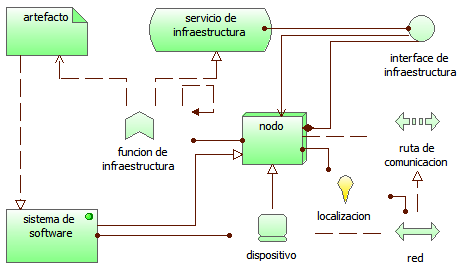 artefacto
servicio de
infraestructura
interface de
infraestructura
funcion de
infraestructura
nodo
ruta de
comunicacion
sistema de
software
dispositivo
localizacion
red